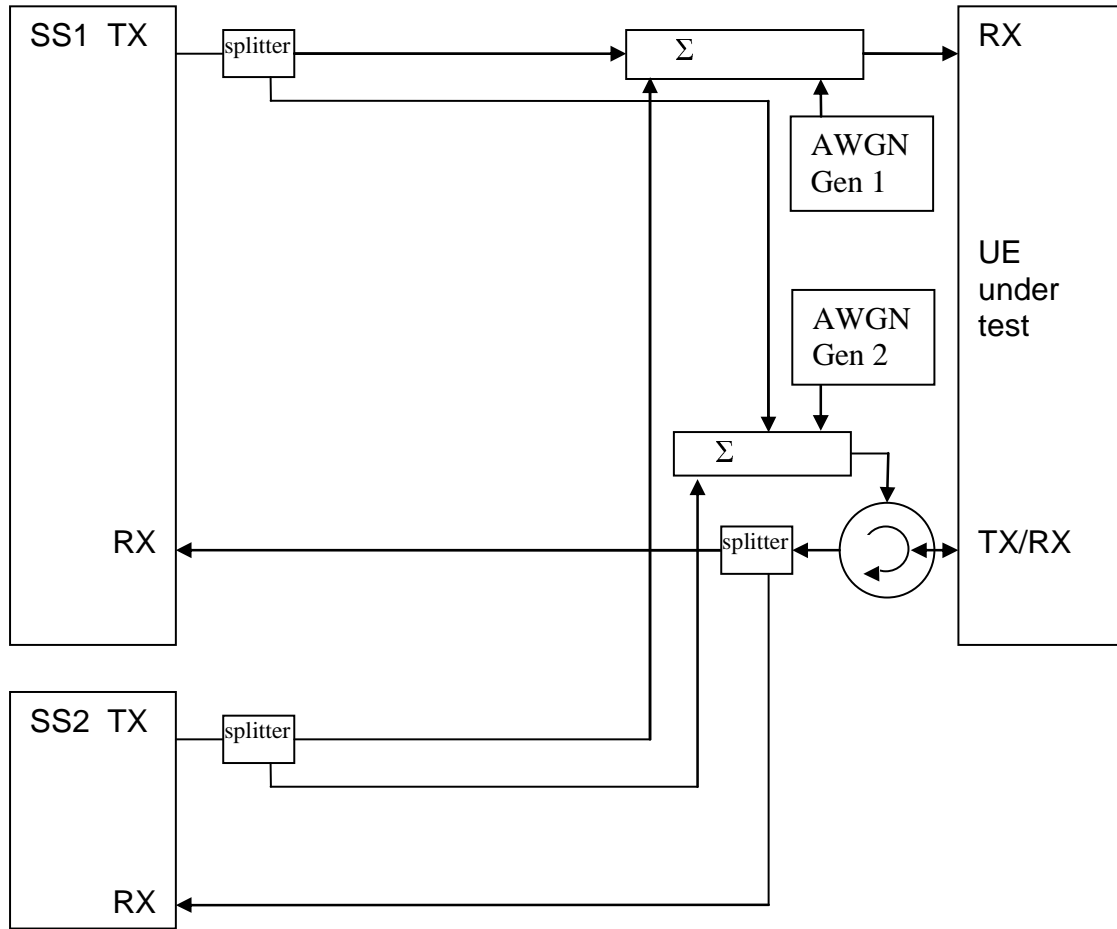 SS1 TX
splitter
Σ
RX
AWGN
Gen 1
UE
under
test
AWGN
Gen 2
Σ
RX
splitter
TX/RX
SS2 TX
splitter
RX